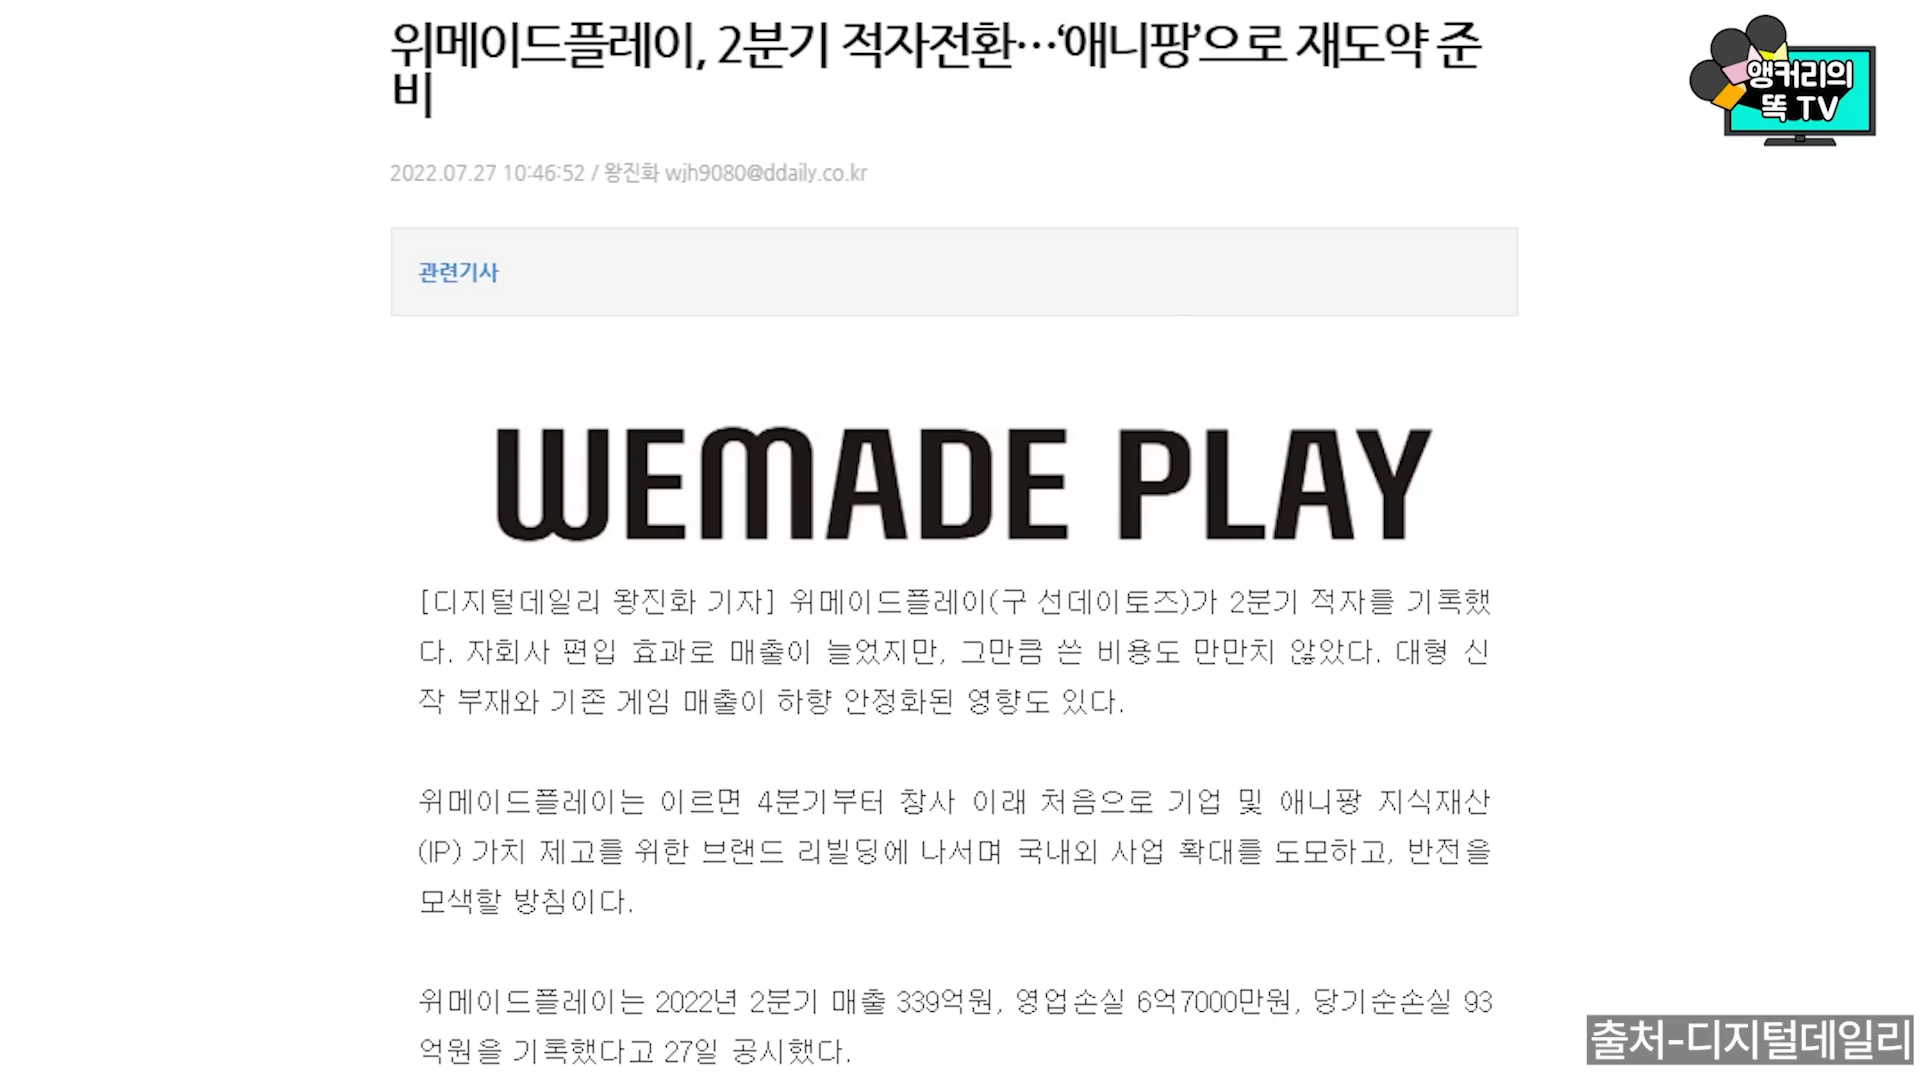 위메이드플레이, 2분기 적자전환…‘애니팡’으로 재도약 준
비
앵커리의
똑 TV
2022.07.27 10:46:52 / 왕진화 wjh9080@ddaily.co.kr
관련기사
WEMADE PLAY
[디지털데일리 왕진화 기자] 위메이드플레이(구 선데이토즈)가 2분기 적자를 기록했
다. 자회사 편입 효과로 매출이 늘었지만, 그만큼 쓴 비용도 만만치 않았다. 대형 신
작 부재와 기존 게임 매출이 하향 안정화된 영향도 있다.
위메이드플레이는 이르면 4분기부터 창사 이래 처음으로 기업 및 애니팡 지식재산
(IP) 가치 제고를 위한 브랜드 리빌딩에 나서며 국내외 사업 확대를 도모하고, 반전을
모색할 방침이다.
위메이드플레이는 2022년 2분기 매출 339억원, 영업손실 6억7000만원, 당기순손실 93
억원을 기록했다고 27일 공시했다.
출처-디지털데일리